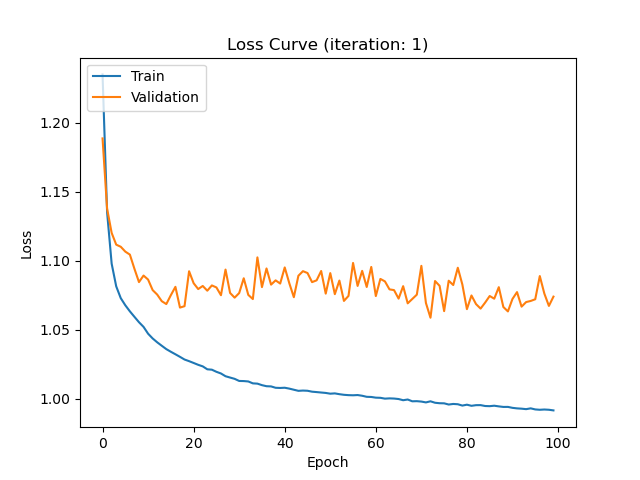 Loss Curve (iteration: 1)
Train
Validation
1.20
1.15
1.10
1.05
1.00
Loss
0 20 40 60 80 100
Epoch